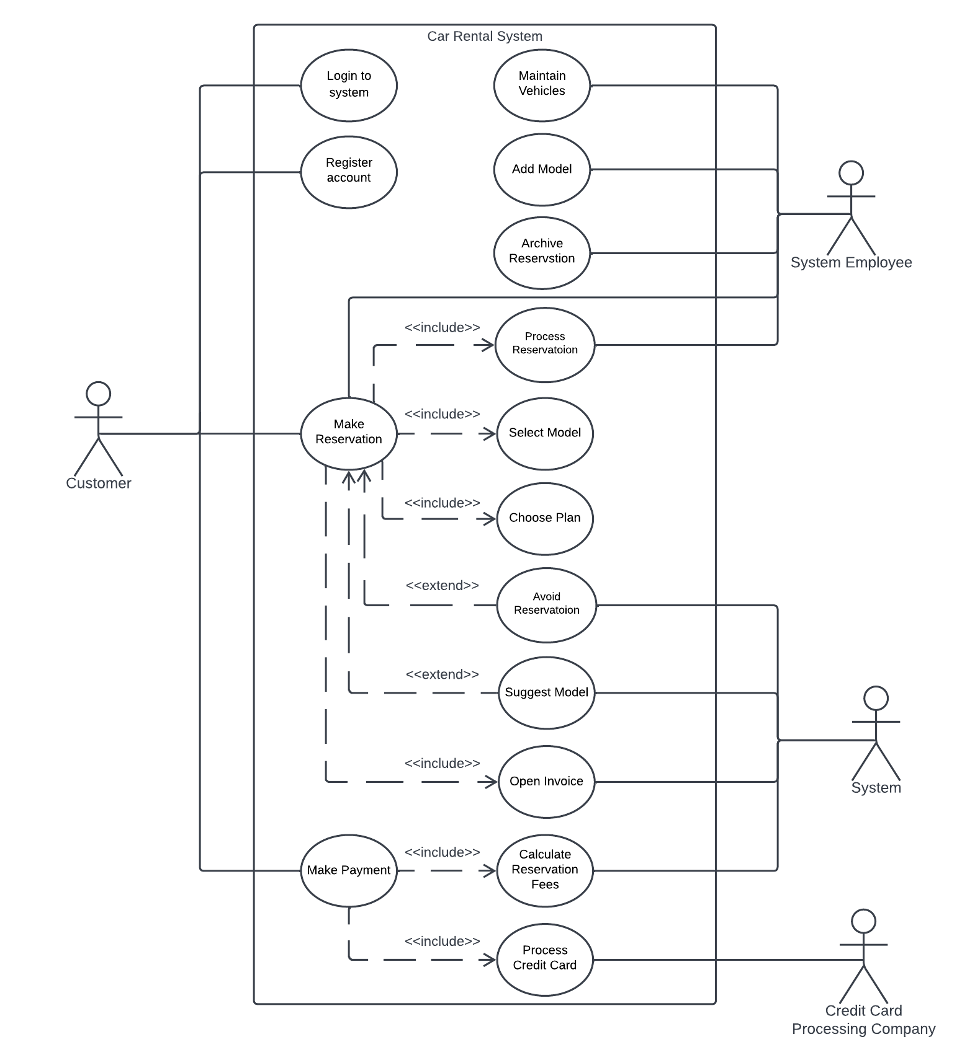 Car Rental System
Login to
system
Maintain
Vehicles
Register
account
Add Model
Archive
Reservstion
System Employee
<<include>>
Process
Reservatoion
Make
Reservation
<<include>>
Select Model
Customer
<<include>>
Choose Plan
<<extend>>
Avoid
Reservatoion
<<extend>>
Suggest Model
<<include>>
Open Invoice
System
Make Payment
<<include>>
Calculate
Reservation
Fees
<<include>>
Process
Credit Card
Credit Card
Processing Company